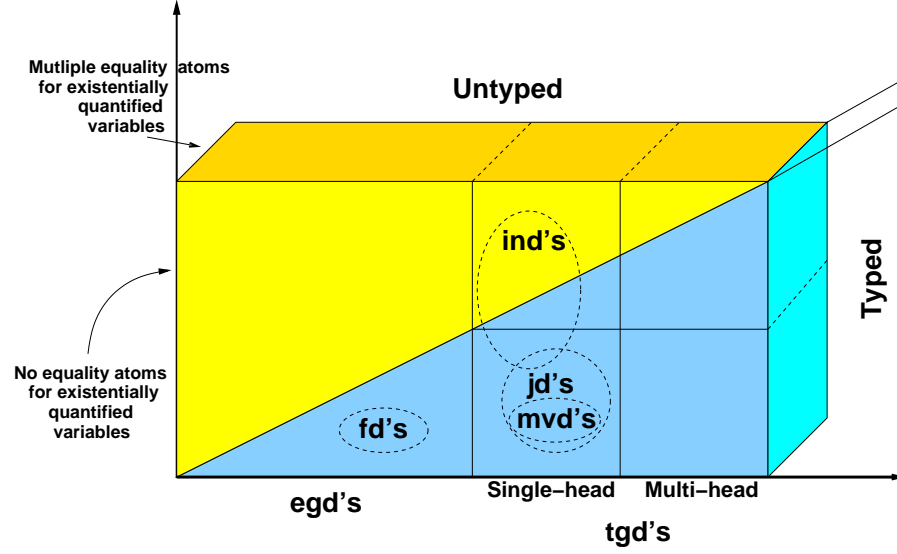 Mutliple equality atoms
for existentially
quantified
variables
Untyped
ind's
Typed
No equality atoms
for existentially
quantified
variables
jd's
mvd's
fd's
egd's
Single–head
Multi–head
tgd's